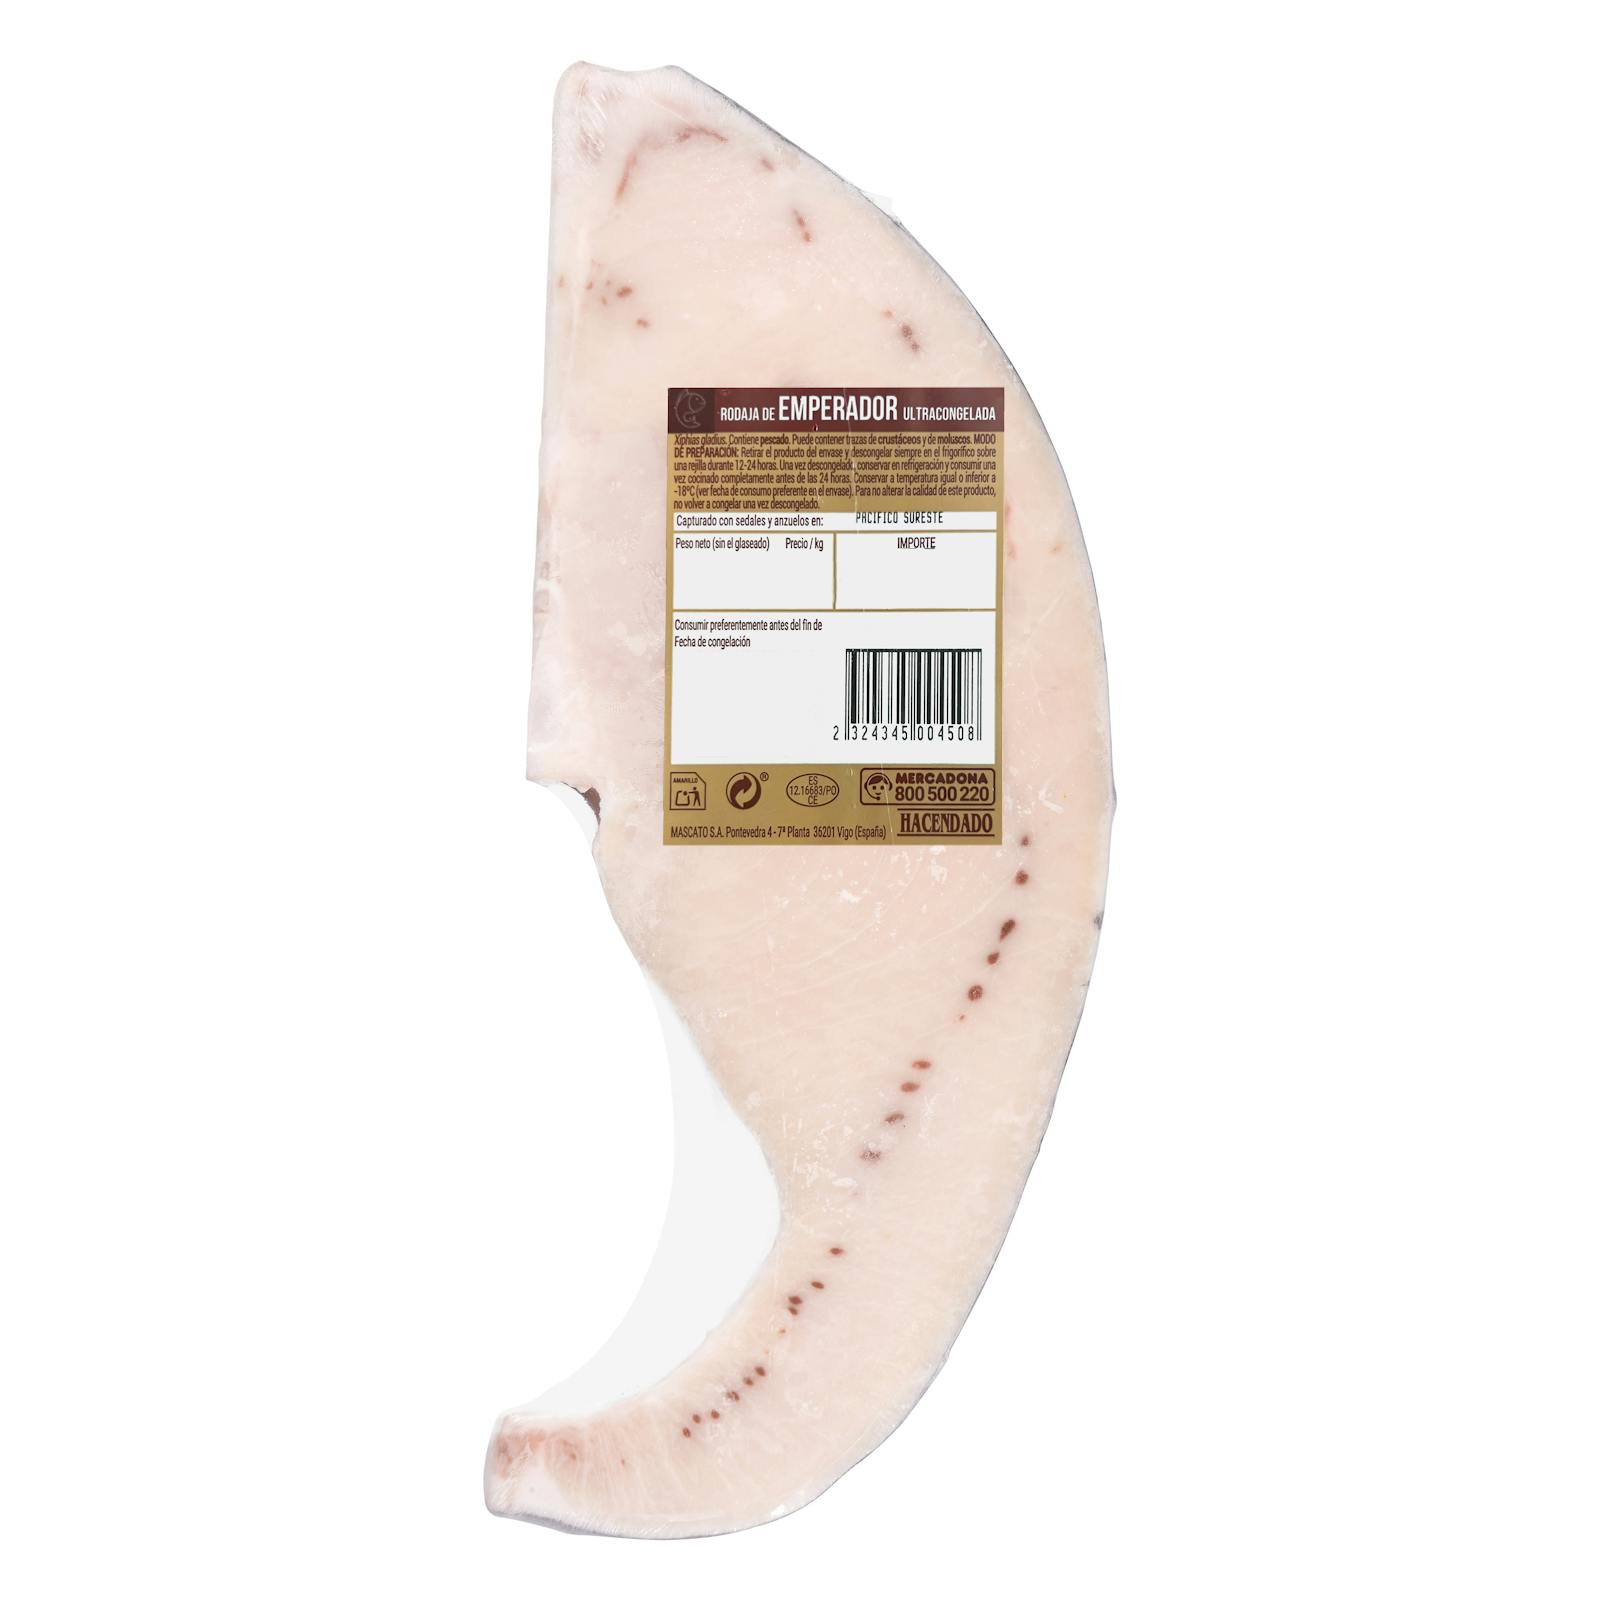 RODAJA DE EMPERADOR ULTRACONGELADA
Xiphias gladius. Contiene pescado. Puede contener trazas de crustáceos y de moluscos. MODO
DE PREPARACIÓN: Retirar el producto del envase y descongelar siempre en el frigorífico sobre
una rejilla durante 12-24 horas. Una vez descongelado, conservar en refrigeración y consumir una
vez cocinado completamente antes de las 24 horas. Conservar a temperatura igual o inferior a
-18ºC (ver fecha de consumo preferente en el envase). Para no alterar la calidad de este producto,
no volver a congelar una vez descongelado.
Capturado con sedales y anzuelos en: PACIFICO SURESTE
Peso neto (sin el glaseado) Precio / kg IMPORTE
Consumir preferentemente antes del fin de
Fecha de congelación
2 324345 004508
AMARILLO
®
ES
12.16683/PO
CE
MERCADONA
800 500 220
HACENDADO
MASCATO S.A. Pontevedra 4 - 7ª Planta 36201 Vigo (España)